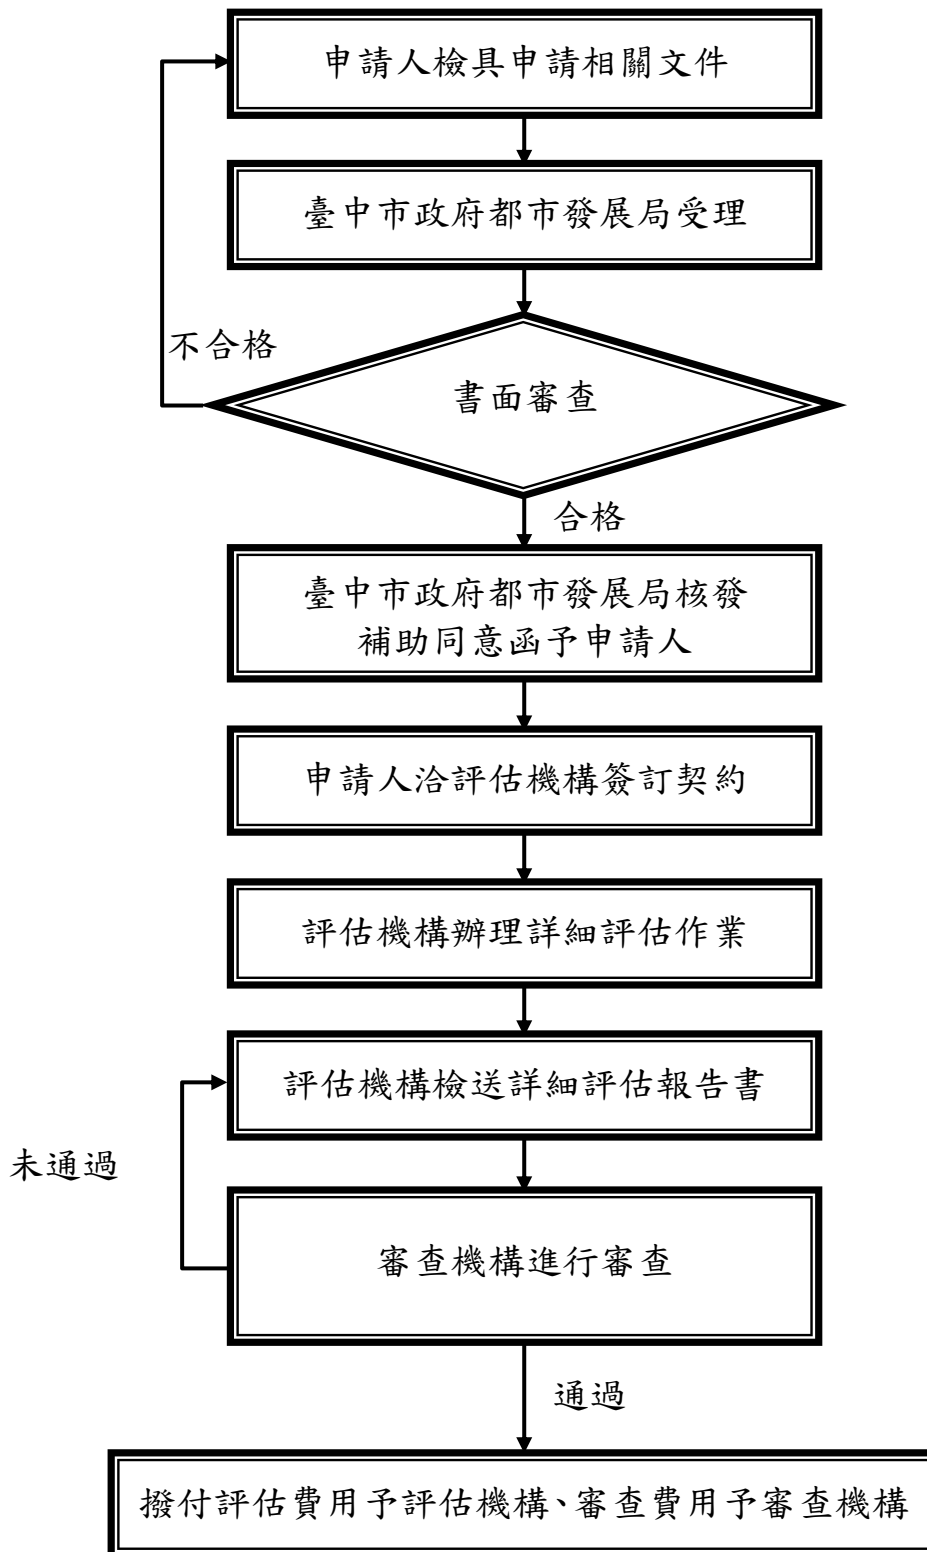 申請人檢具申請相關文件
臺中市政府都市發展局受理
不合格
書面審查
合格
臺中市政府都市發展局核發
補助同意函予申請人
申請人洽評估機構簽訂契約
評估機構辦理詳細評估作業
評估機構檢送詳細評估報告書
未通過
審查機構進行審查
通過
撥付評估費用予評估機構、審查費用予審查機構